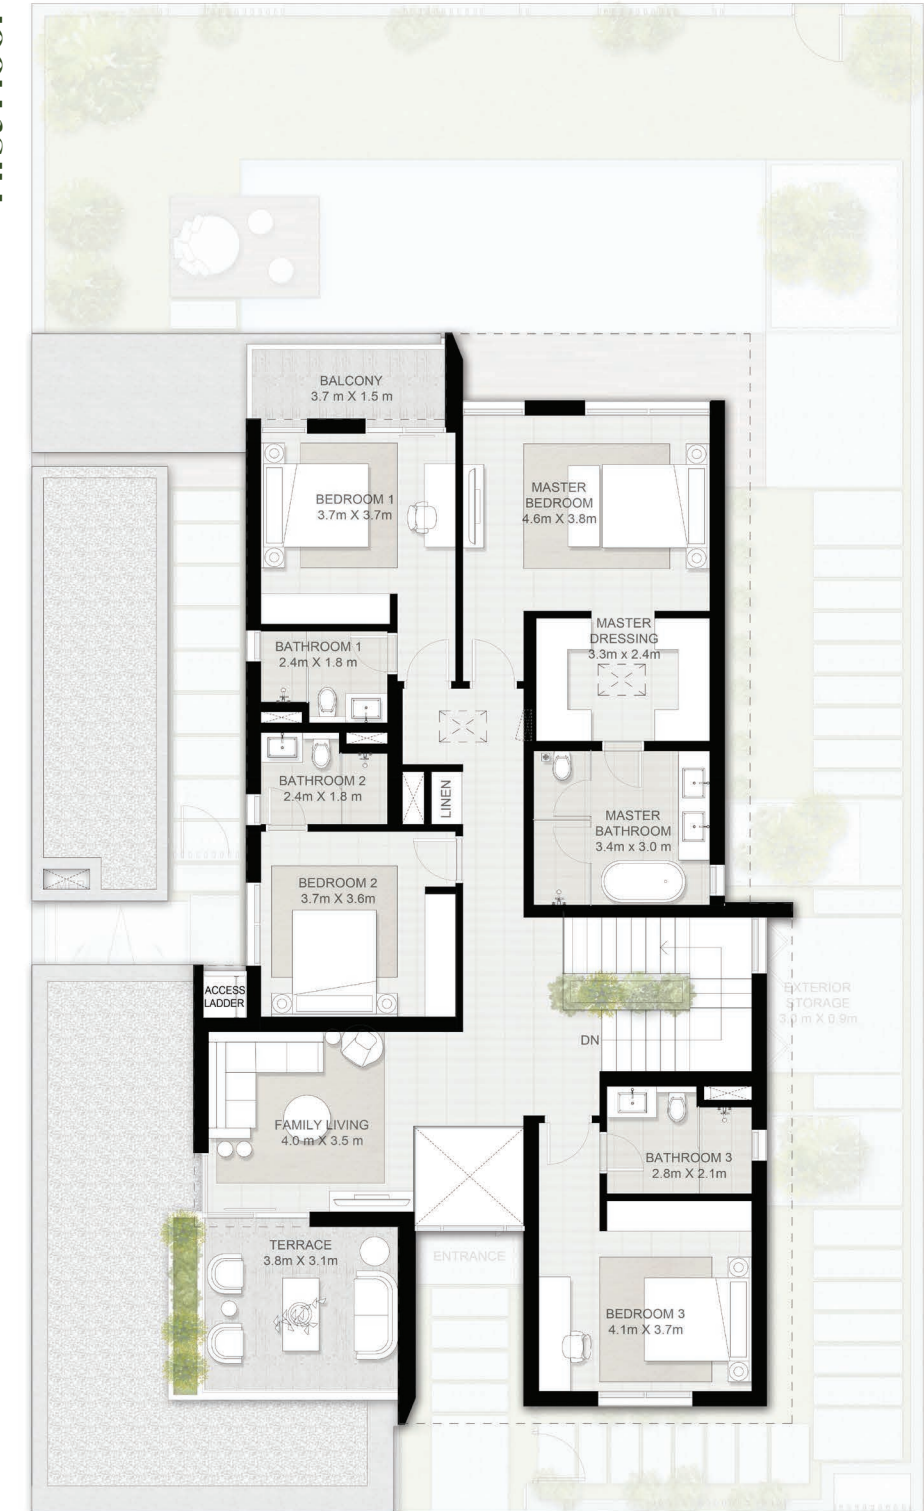 BALCONY
3.7 m X 1.5 m
BEDROOM 1
3.7m X 3.7m
MASTER
BEDROOM
4.6m X 3.8m
MASTER
DRESSING
3.3m x 2.4m
BATHROOM 1
2.4m X 1.8 m
BATHROOM 2
2.4m X 1.8 m
LINEN
MASTER
BATHROOM
3.4m x 3.0 m
BEDROOM 2
3.7m X 3.6m
ACCESS
LADDER
EXTERIOR
STORAGE
3.0 m X 0.9m
DN
FAMILY LIVING
4.0 m X 3.5 m
BATHROOM 3
2.8m X 2.1m
TERRACE
3.8m X 3.1m
ENTRANCE
BEDROOM 3
4.1m X 3.7m